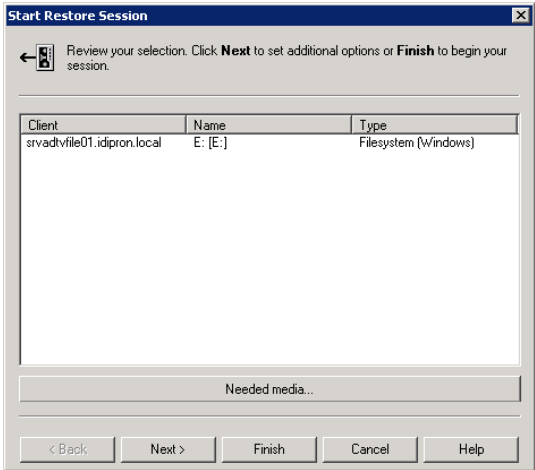 Start Restore Session
Review your selection. Click Next to set additional options or Finish to begin your
session.
Client Name Type
srvadtvfile01.idipron.local E: [E:] Filesystem (Windows)
Needed media...
< Back Next > Finish Cancel Help